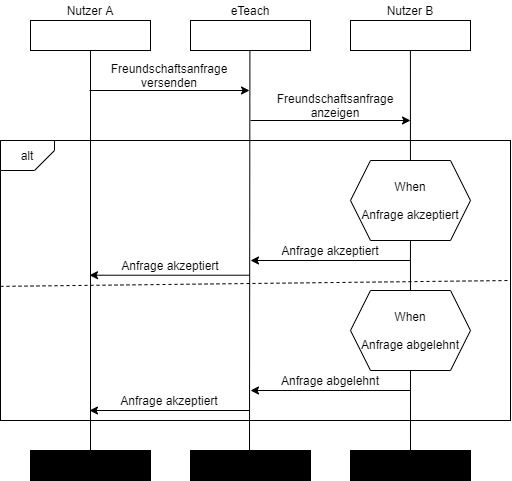 Nutzer A
eTeach
Nutzer B
Freundschaftsanfrage
versenden
Freundschaftsanfrage
anzeigen
alt
When
Anfrage akzeptiert
Anfrage akzeptiert
Anfrage akzeptiert
When
Anfrage abgelehnt
Anfrage abgelehnt
Anfrage akzeptiert